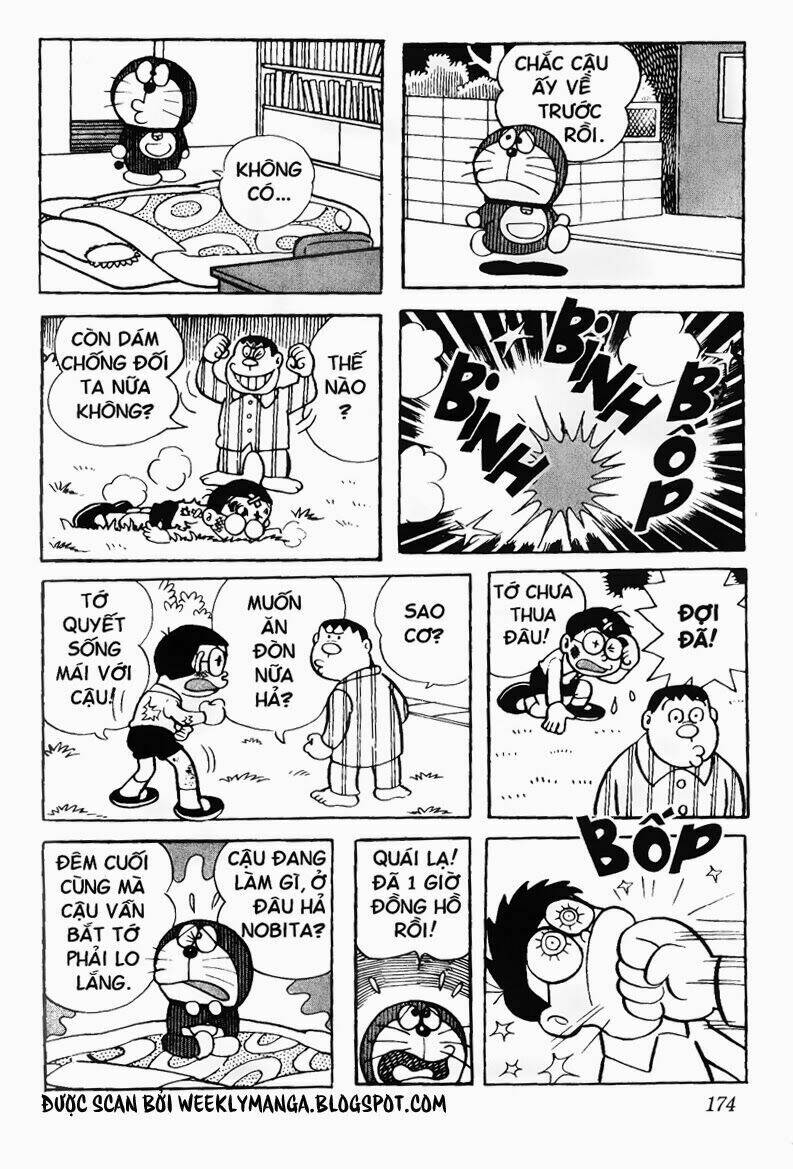 CHẮC CẬU
ẤY VỀ
TRƯỚC
RỒI.
KHÔNG
CÓ...
BINH
BINH
BỐP
THẾ
NÀO
?
CÒN DÁM
CHỐNG ĐỐI
TA NỮA
KHÔNG?
ĐỢI
ĐÃ!
TỚ CHƯA
THUA
ĐÂU!
SAO
CƠ?
MUỐN
ĂN
ĐÒN
NỮA
HẢ?
TỚ
QUYẾT
SỐNG
MÁI VỚI
CẬU!
BỐP
QUÁI LẠ!
ĐÃ 1 GIỜ
ĐỒNG HỒ
RỒI!
CẬU ĐANG
LÀM GÌ, Ở
ĐÂU HẢ
NOBITA?
ĐÊM CUỐI
CÙNG MÀ
CẬU VẤN
BẮT TỚ
PHẢI LO
LẮNG.
ĐƯỢC SCAN BỞI WEEKLYMANGA.BLOGSPOT.COM
174